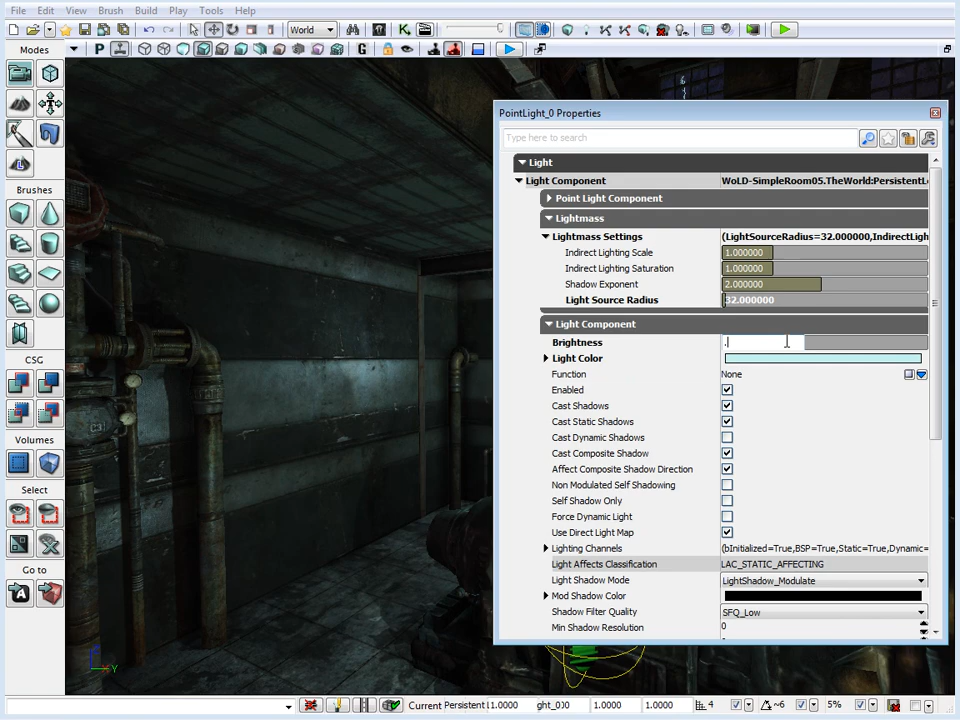 File Edit View Brush Build Play Tools Help
World
Modes
P
G
PointLight_0 Properties
Type here to search
Light
Light Component WoLD-SimpleRoom05.TheWorld:PersistentLe
Point Light Component
Lightmass
Lightmass Settings (LightSourceRadius=32.000000,IndirectLigh
Indirect Lighting Scale 1.000000
Indirect Lighting Saturation 1.000000
Shadow Exponent 2.000000
Light Source Radius 32.000000
Light Component
Brightness .
Light Color
Function None
Enabled
Cast Shadows
Cast Static Shadows
Cast Dynamic Shadows
Cast Composite Shadow
Affect Composite Shadow Direction
Non Modulated Self Shadowing
Self Shadow Only
Force Dynamic Light
Use Direct Light Map
Lighting Channels (bInitialized=True,BSP=True,Static=True,Dynamic=
Light Affects Classification LAC_STATIC_AFFECTING
Light Shadow Mode LightShadow_Modulate
Mod Shadow Color
Shadow Filter Quality SFQ_Low
Min Shadow Resolution 0
Brushes
CSG
Volumes
Select
Go to
C3
Y
Current Persistent 1.0000 1.0000 1.0000 4 ~6 5%